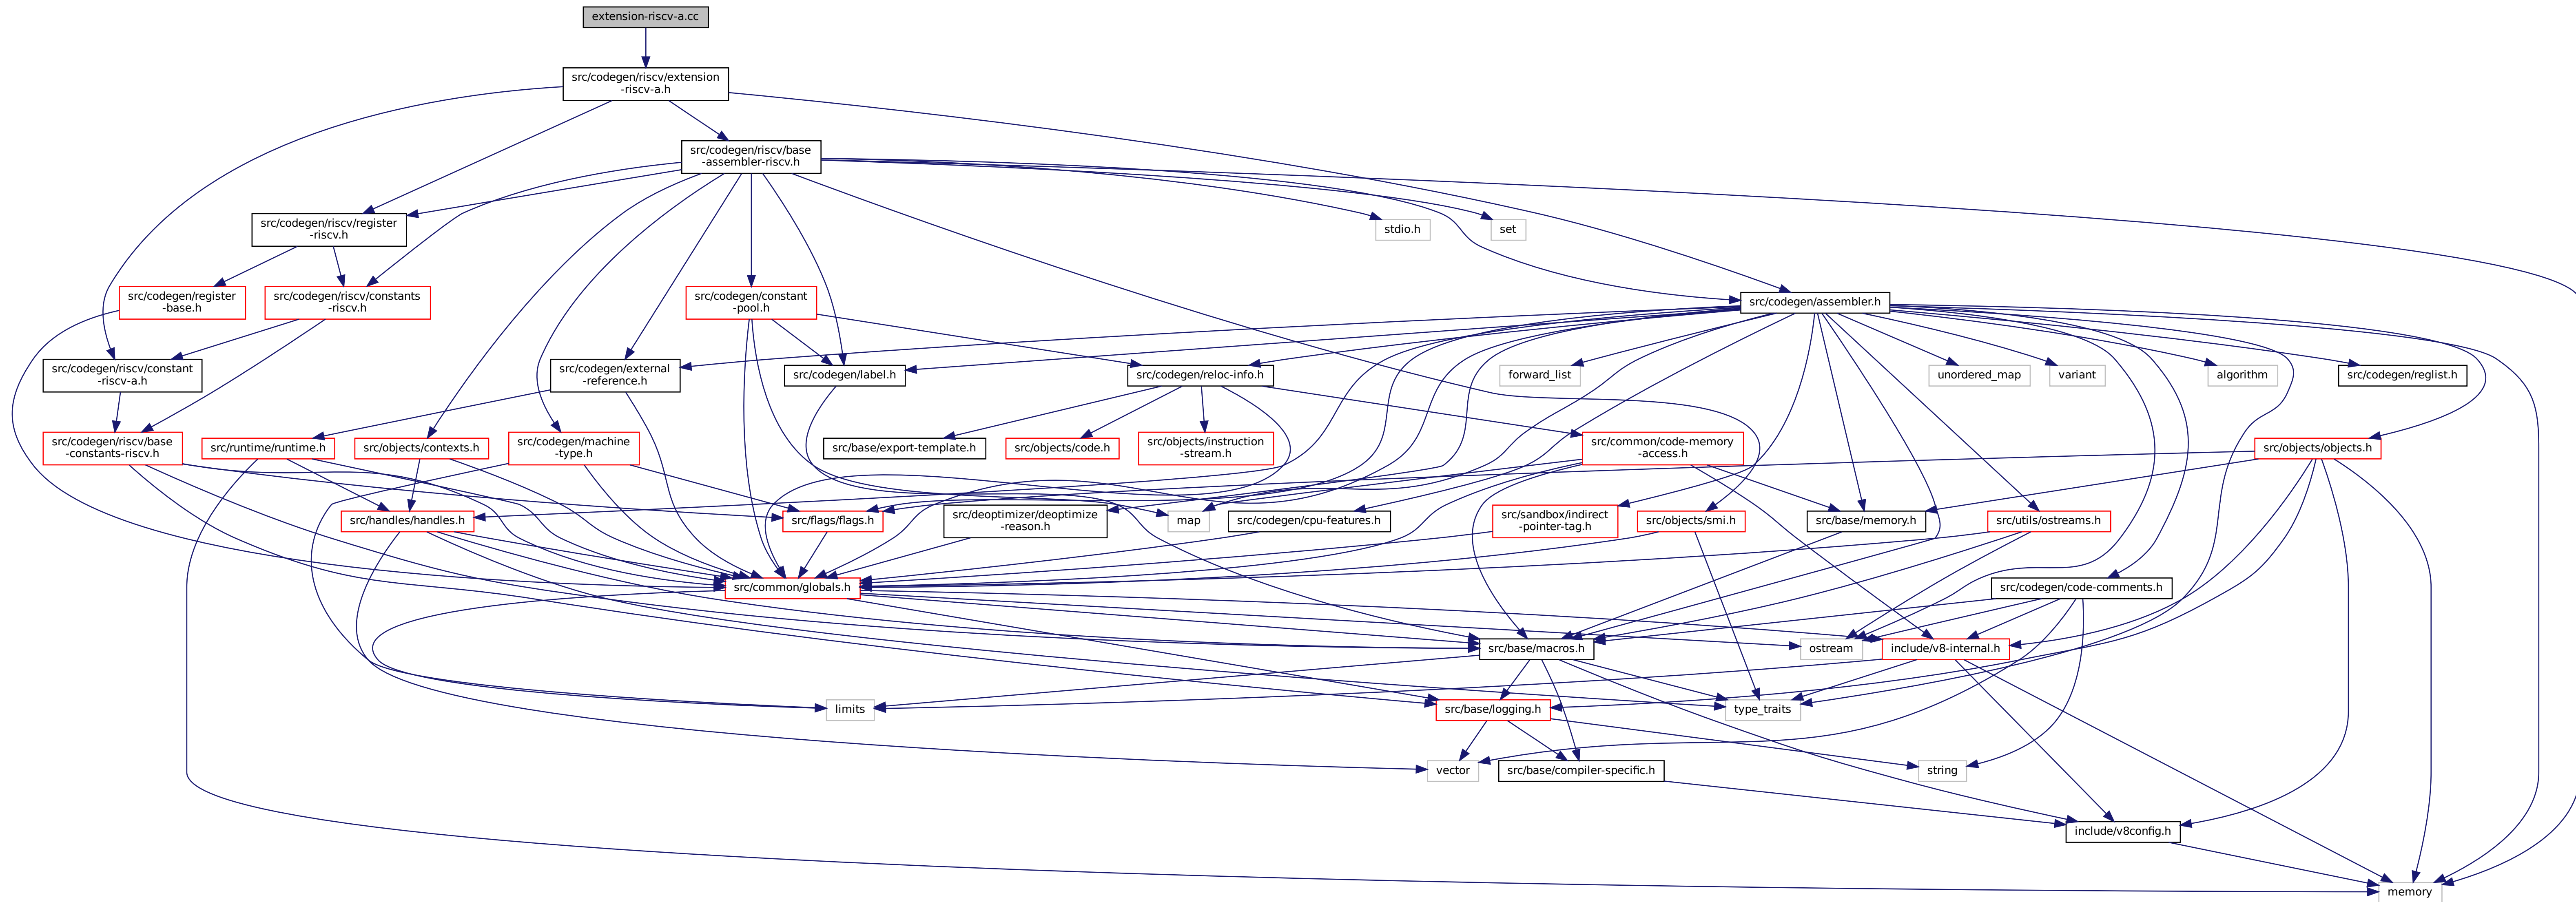 extension-riscv-a.cc
src/codegen/riscv/extension
-riscv-a.h
src/codegen/riscv/base
-assembler-riscv.h
src/codegen/riscv/register
-riscv.h
stdio.h
set
src/codegen/register
-base.h
src/codegen/riscv/constants
-riscv.h
src/codegen/constant
-pool.h
src/codegen/assembler.h
src/codegen/riscv/constant
-riscv-a.h
src/codegen/external
-reference.h
src/codegen/label.h
src/codegen/reloc-info.h
forward_list
unordered_map
variant
algorithm
src/codegen/reglist.h
src/codegen/riscv/base
-constants-riscv.h
src/runtime/runtime.h
src/objects/contexts.h
src/codegen/machine
-type.h
src/base/export-template.h
src/objects/code.h
src/objects/instruction
-stream.h
src/common/code-memory
-access.h
src/objects/objects.h
src/handles/handles.h
src/flags/flags.h
src/deoptimizer/deoptimize
-reason.h
map
src/codegen/cpu-features.h
src/sandbox/indirect
-pointer-tag.h
src/objects/smi.h
src/base/memory.h
src/utils/ostreams.h
src/common/globals.h
src/codegen/code-comments.h
src/base/macros.h
ostream
include/v8-internal.h
limits
src/base/logging.h
type_traits
vector
src/base/compiler-specific.h
string
include/v8config.h
memory